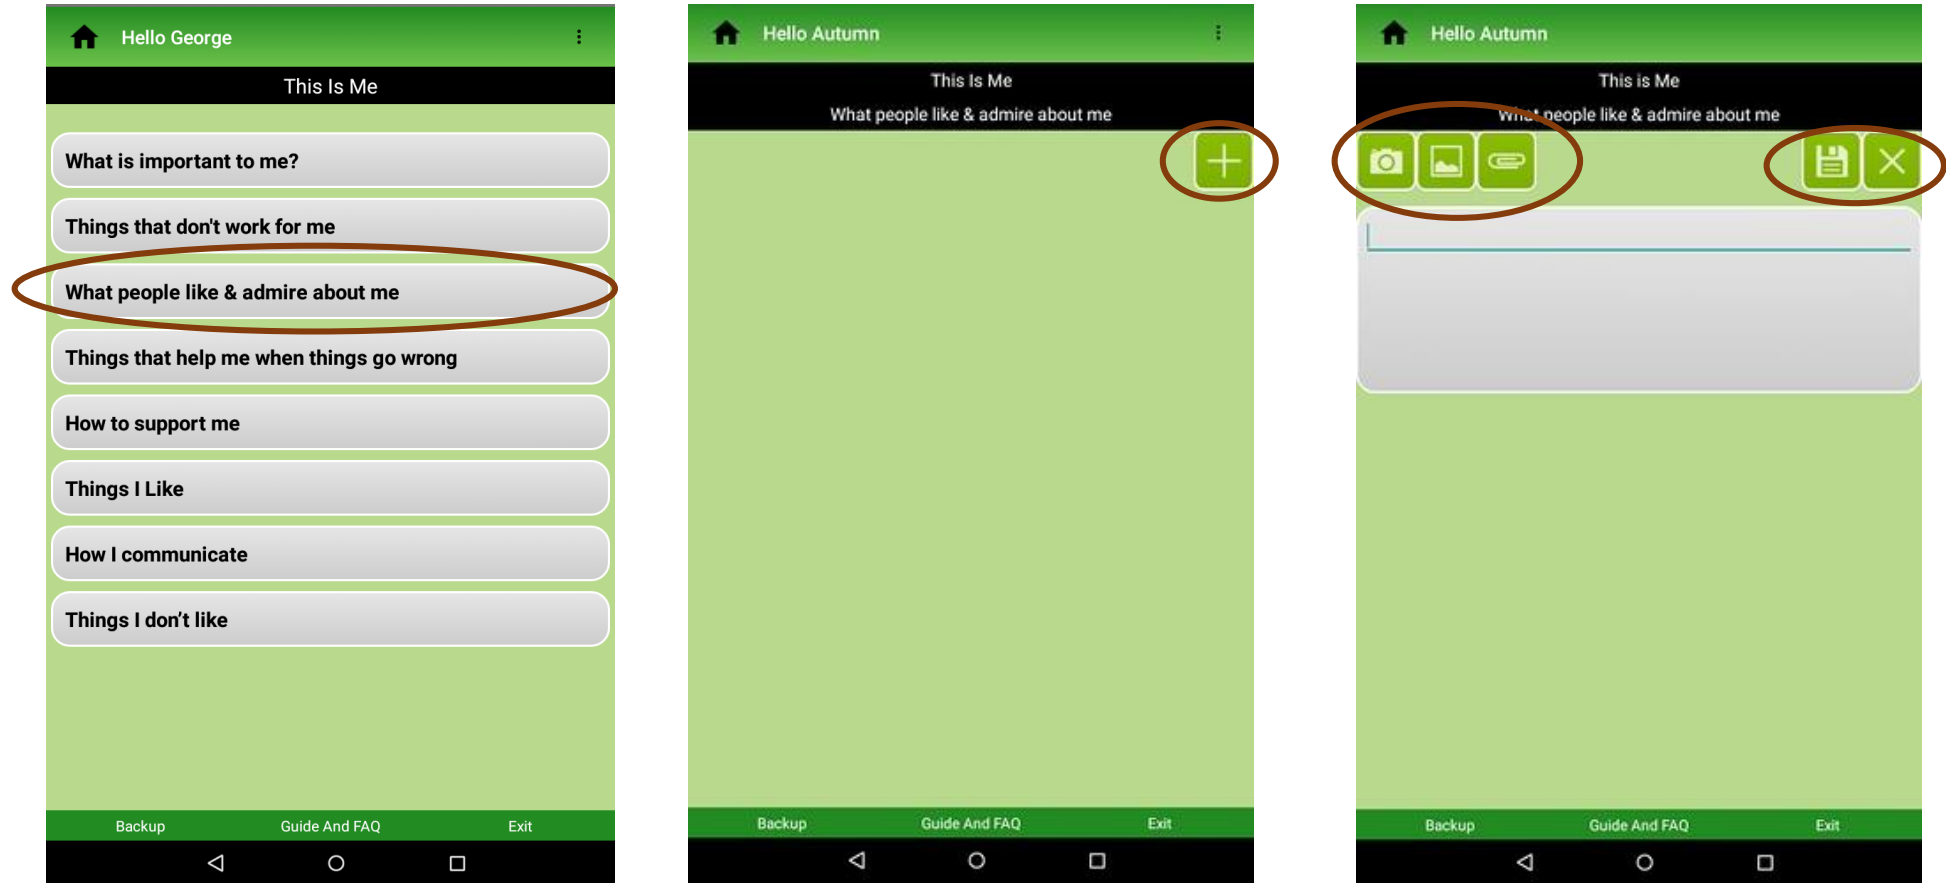 Hello George
This Is Me
What is important to me?
Things that don't work for me
What people like & admire about me
Things that help me when things go wrong
How to support me
Things I Like
How I communicate
Things I don’t like
Backup Guide And FAQ Exit
Hello Autumn
This Is Me
What people like & admire about me
Backup Guide And FAQ Exit
Hello Autumn
This is Me
What people like & admire about me
Backup Guide And FAQ Exit